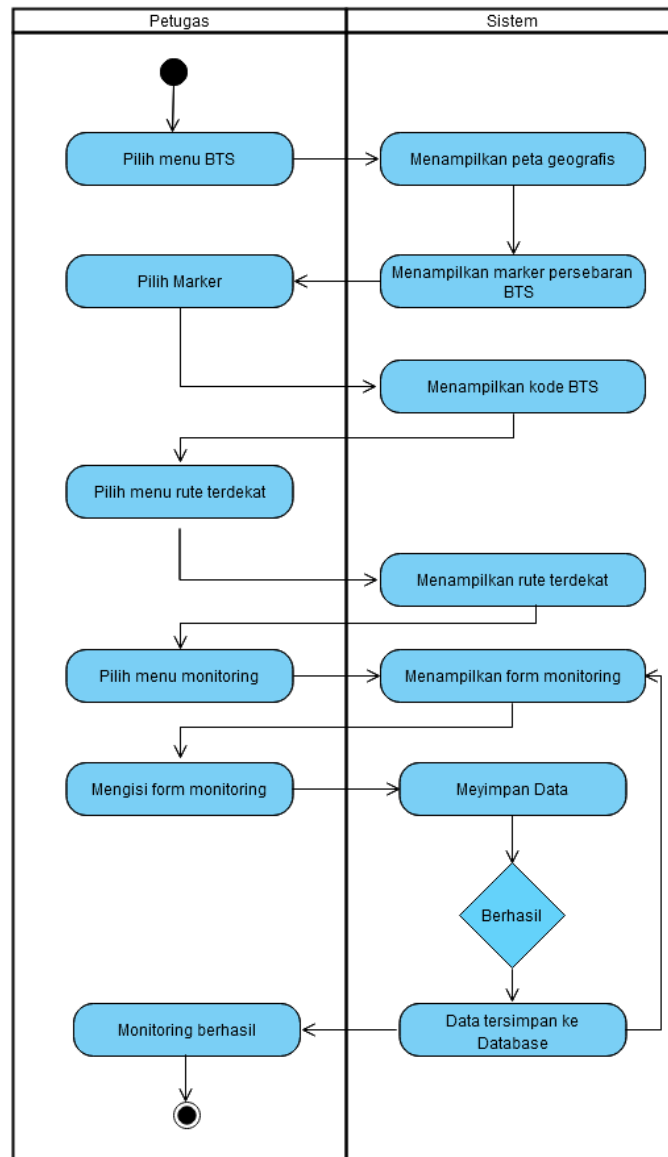 Petugas
Sistem
Pilih menu BTS
Menampilkan peta geografis
Pilih Marker
Menampilkan marker persebaran
BTS
Menampilkan kode BTS
Pilih menu rute terdekat
Menampilkan rute terdekat
Pilih menu monitoring
Menampilkan form monitoring
Mengisi form monitoring
Meyimpan Data
Berhasil
Monitoring berhasil
Data tersimpan ke
Database